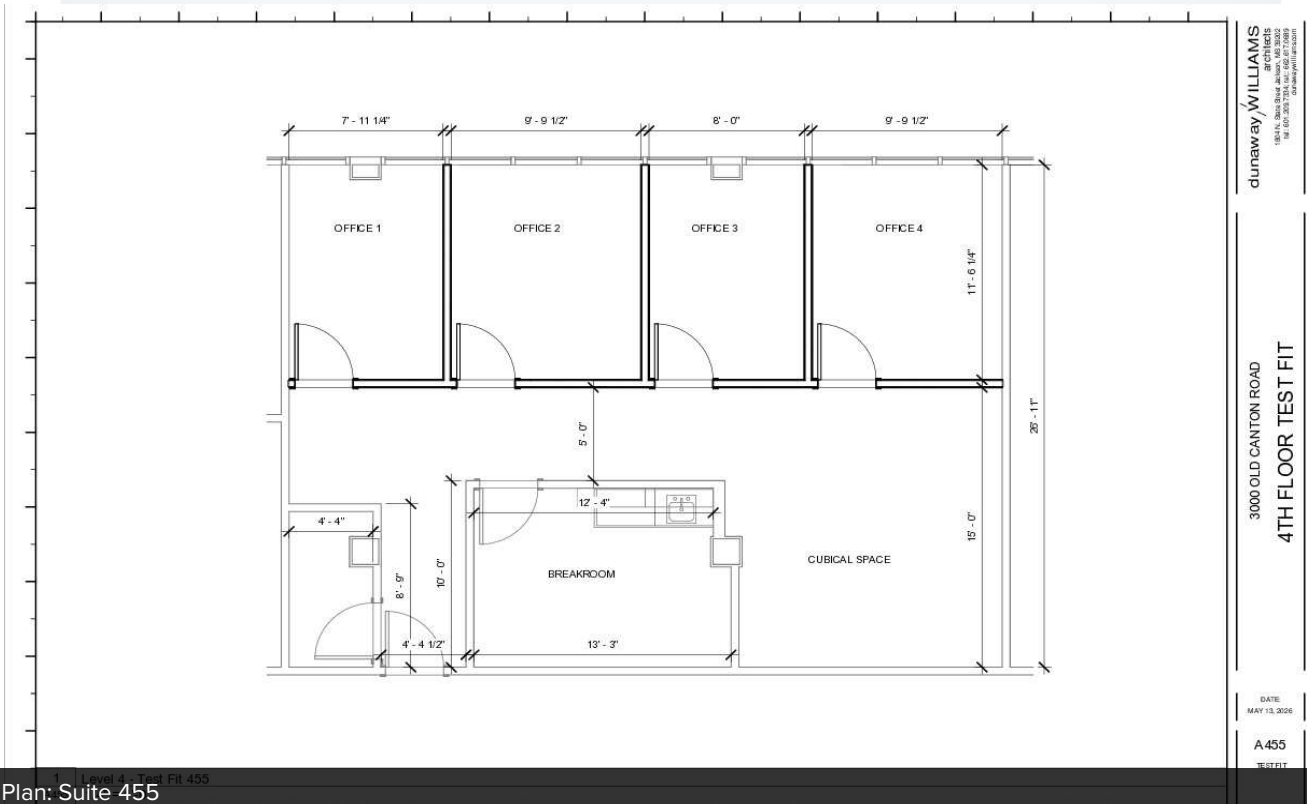 7' - 11 1/4"
9' - 9 1/2"
8' - 0"
9' - 9 1/2"
OFFICE 1
OFFICE 2
OFFICE 3
OFFICE 4
11' - 6 1/4"
26' - 11"
5' - 0"
12' - 4"
4' - 4"
8' - 9"
10' - 0"
15' - 0"
BREAKROOM
CUBICAL SPACE
4' - 4 1/2"
13' - 3"
dunaway/WILLIAMS
architects
dunawaywilliams.com
3000 OLD CANTON ROAD
4TH FLOOR TEST FIT
DATE:
MAY 13, 2026
A455
TEST FIT
1 Level 4 - Test Fit 455
Plan: Suite 455